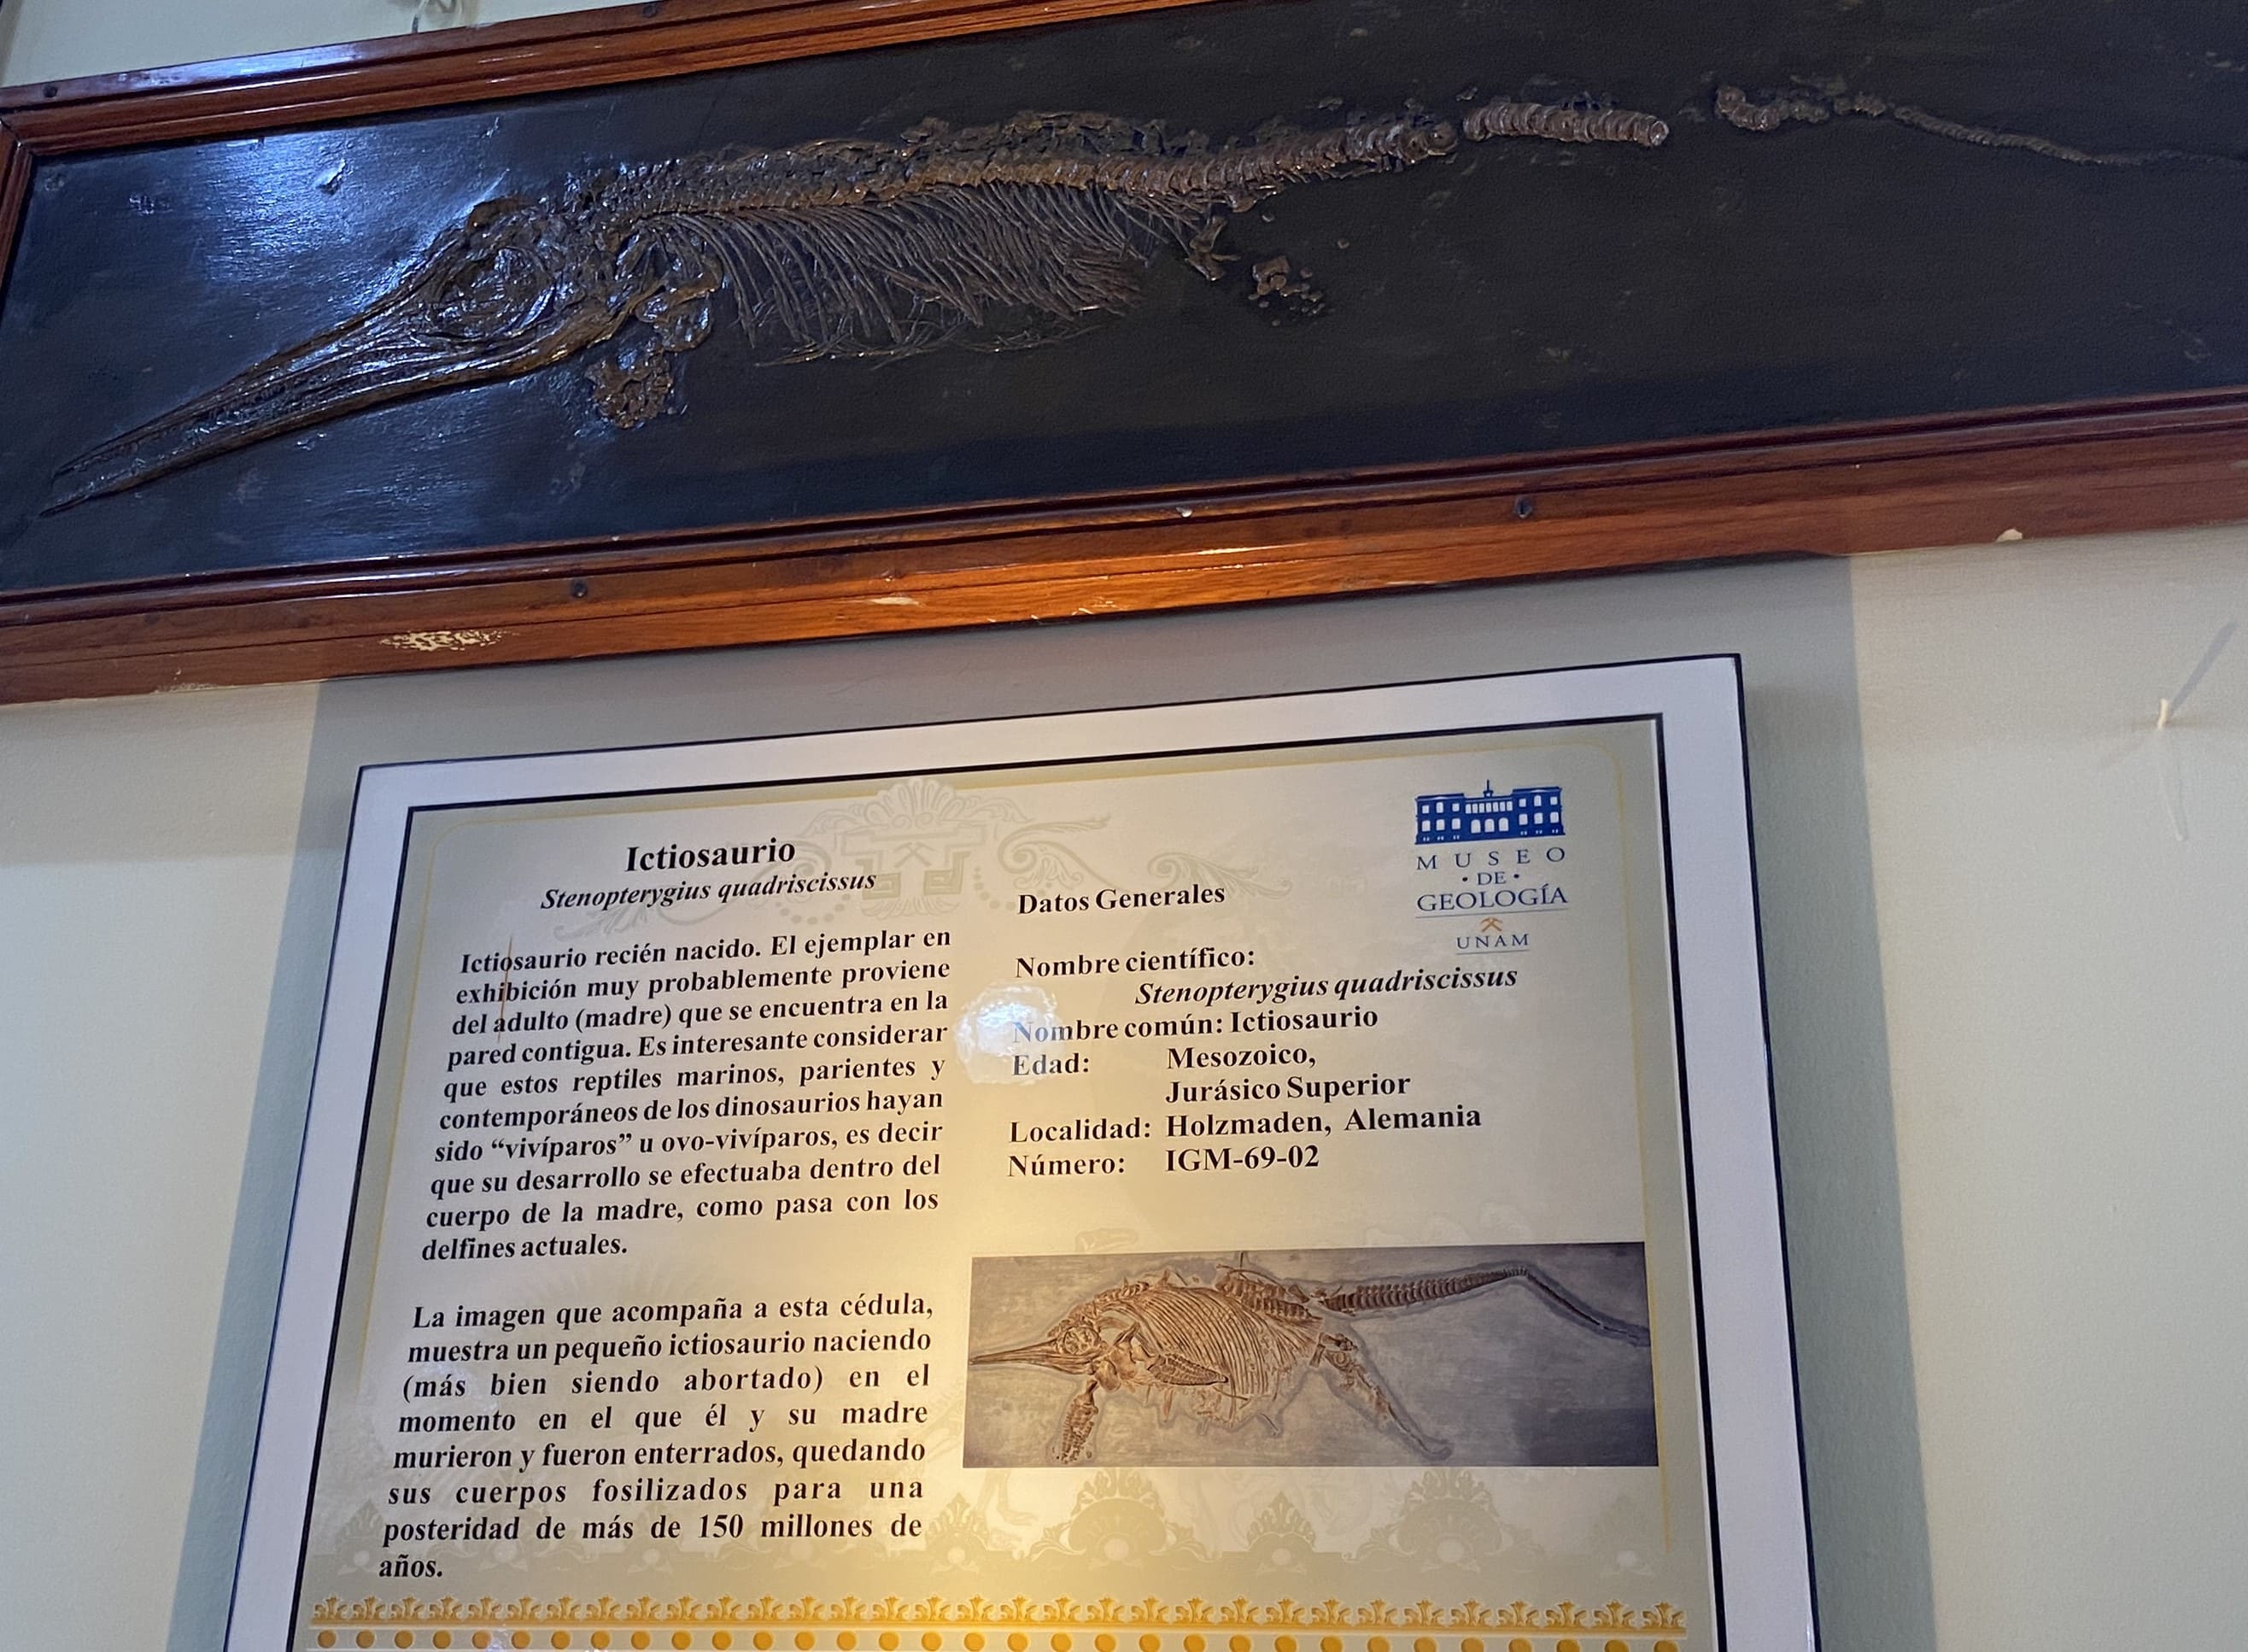 Ictiosaurio
Stenopterygius quadriscissus
Ictiosaurio recién nacido. El ejemplar en
exhibición muy probablemente proviene
del adulto (madre) que se encuentra en la
pared contigua. Es interesante considerar
que estos reptiles marinos, parientes y
contemporáneos de los dinosaurios hayan
sido “vivíparos” u ovo-vivíparos, es decir
que su desarrollo se efectuaba dentro del
cuerpo de la madre, como pasa con los
delfines actuales.
La imagen que acompaña a esta cédula,
muestra un pequeño ictiosaurio naciendo
(más bien siendo abortado) en el
momento en el que él y su madre
murieron y fueron enterrados, quedando
sus cuerpos fosilizados para una
posteridad de más de 150 millones de
años.
MUSEO
• DE •
GEOLOGÍA
UNAM
Datos Generales
Nombre científico:
Stenopterygius quadriscissus
Nombre común: Ictiosaurio
Edad: Mesozoico,
Jurásico Superior
Localidad: Holzmaden, Alemania
Número: IGM-69-02